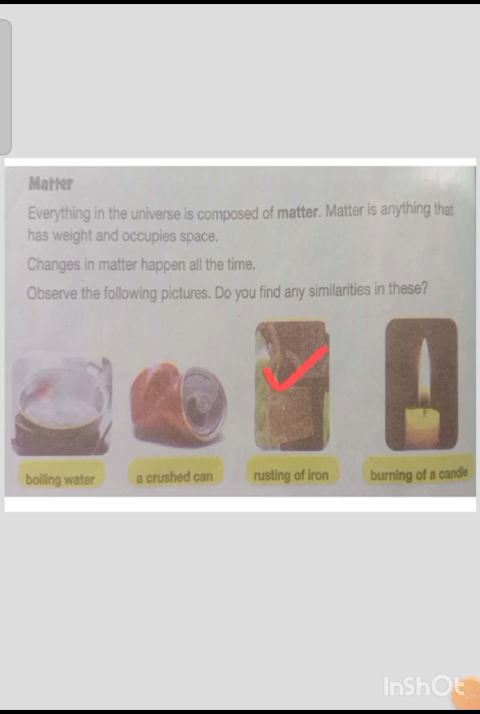 Matter
Everything in the universe is composed of matter. Matter is anything that
has weight and occupies space.
Changes in matter happen all the time.
Observe the following pictures. Do you find any similarities in these?
boiling water
a crushed can
rusting of iron
burning of a candle
InShOt